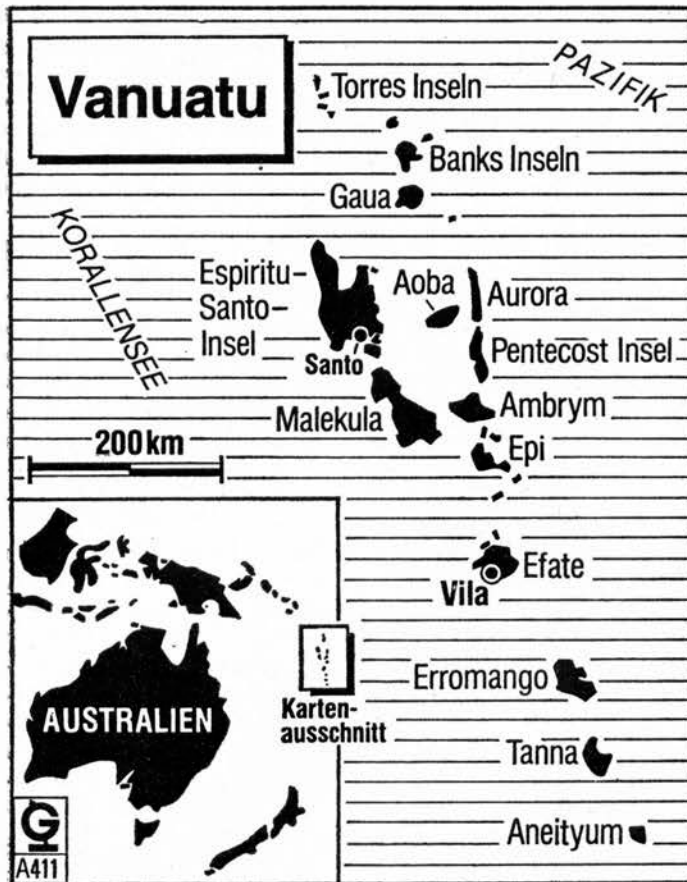 Vanuatu
PAZIFIK
Torres Inseln
Banks Inseln
Gaua
KORALLENSEE
Espiritu-
Santo-
Insel
Santo
Aoba
Aurora
Pentecost Insel
Malekula
Ambrym
Epi
200 km
Efate
Vila
Erromango
Tanna
Aneityum
AUSTRALIEN
Karten-
ausschnitt
G
A411